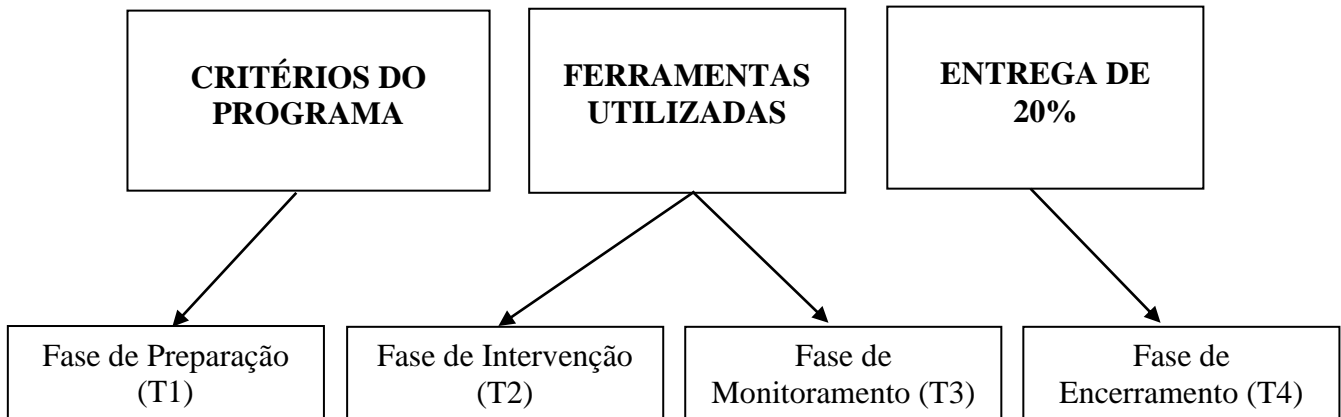 CRITÉRIOS DO
PROGRAMA
FERRAMENTAS
UTILIZADAS
ENTREGA DE
20%
Fase de Preparação
(T1)
Fase de Intervenção
(T2)
Fase de
Monitoramento (T3)
Fase de
Encerramento (T4)